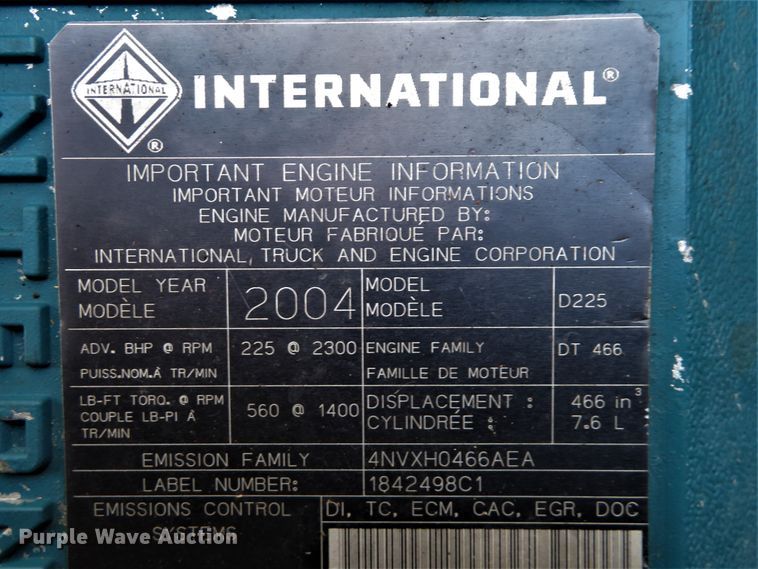 INTERNATIONAL
®
INTERNATIONAL®
IMPORTANT ENGINE INFORMATION
IMPORTANT MOTEUR INFORMATIONS
ENGINE MANUFACTURED BY:
MOTEUR FABRIQUÉ PAR:
INTERNATIONAL, TRUCK AND ENGINE CORPORATION
MODEL YEAR
MODÈLE
2004
MODEL
MODÈLE
D225
ADV. BHP @ RPM
PUISS.NOM.À TR/MIN
225 @ 2300
ENGINE FAMILY
FAMILLE DE MOTEUR
DT 466
LB-FT TORQ. @ RPM
COUPLE LB-PI À
TR/MIN
560 @ 1400
DISPLACEMENT :
CYLINDRÉE :
466 in³
7.6 L
EMISSION FAMILY
4NVXH0466AEA
LABEL NUMBER:
1842498C1
EMISSIONS CONTROL
SYSTEMS
DI, TC, ECM, CAC, EGR, DOC
Purple Wave Auction